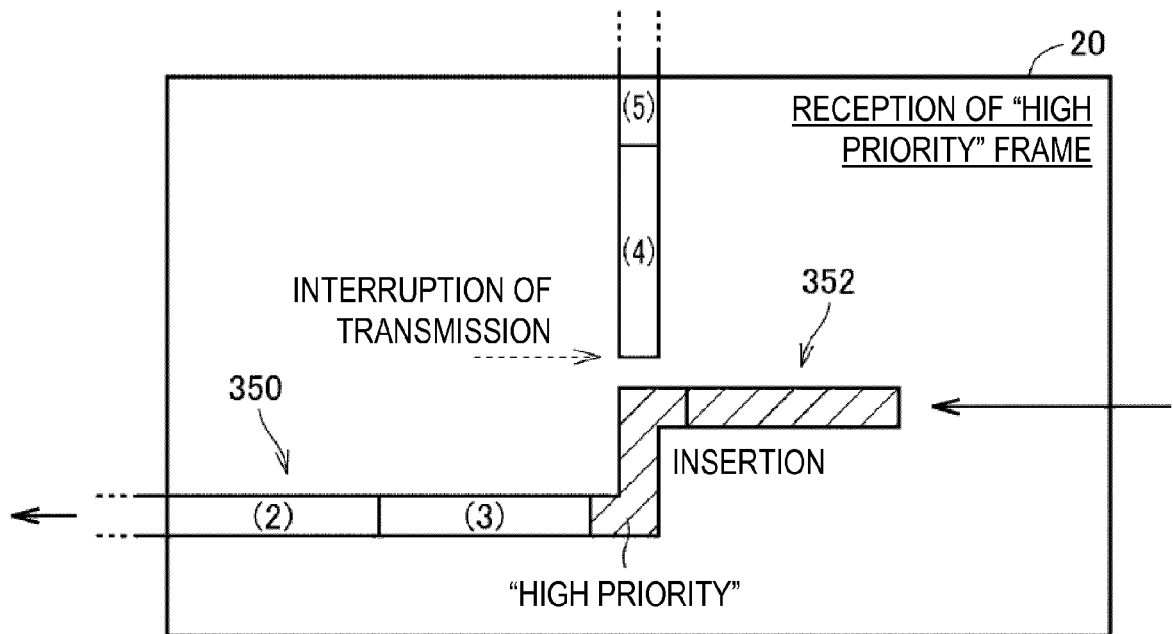 20
(5)
RECEPTION OF “HIGH
PRIORITY” FRAME
(4)
INTERRUPTION OF
TRANSMISSION
352
350
INSERTION
(2)
(3)
“HIGH PRIORITY”